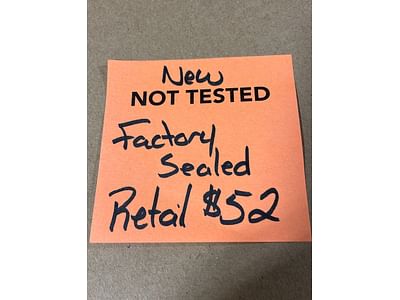 New
NOT TESTED
Factory
Sealed
Retail $52